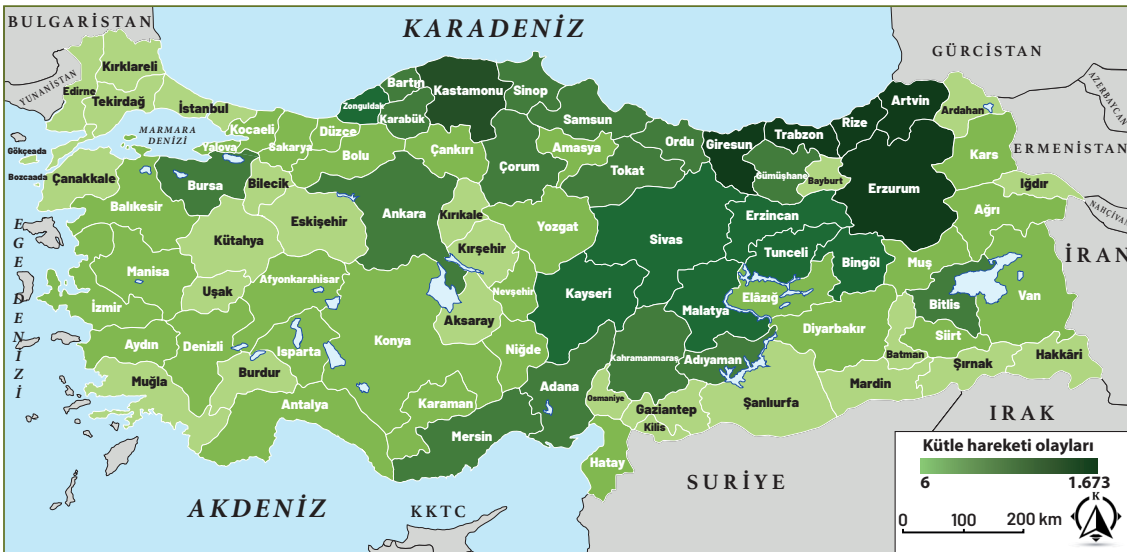 BULGARİSTAN
KARADENİZ
GÜRCİSTAN
YUNANİSTAN
AZERBAYCAN
ERMENİSTAN
NAHÇİVAN
İRAN
IRAK
SURİYE
KKTC
AKDENİZ
EGE DENİZİ
MARMARA
DENİZİ
Kırklareli
Edirne
Tekirdağ
İstanbul
Kocaeli
Yalova
Sakarya
Düzce
Bolu
Zonguldak
Bartın
Karabük
Kastamonu
Sinop
Samsun
Çankırı
Çorum
Amasya
Tokat
Ordu
Giresun
Gümüşhane
Trabzon
Bayburt
Rize
Artvin
Ardahan
Kars
Iğdır
Erzurum
Ağrı
Gökçeada
Bozcaada
Çanakkale
Balıkesir
Bursa
Bilecik
Eskişehir
Kütahya
Ankara
Kırıkale
Kırşehir
Yozgat
Sivas
Erzincan
Tunceli
Bingöl
Muş
Bitlis
Van
Manisa
İzmir
Uşak
Afyonkarahisar
Aksaray
Nevşehir
Kayseri
Malatya
Elâzığ
Diyarbakır
Batman
Siirt
Şırnak
Hakkâri
Aydın
Denizli
Isparta
Burdur
Muğla
Antalya
Konya
Karaman
Niğde
Mersin
Adana
Kahramanmaraş
Osmaniye
Adıyaman
Gaziantep
Kilis
Şanlıurfa
Mardin
Hatay
Kütle hareketi olayları
6 1.673
0 100 200 km
K